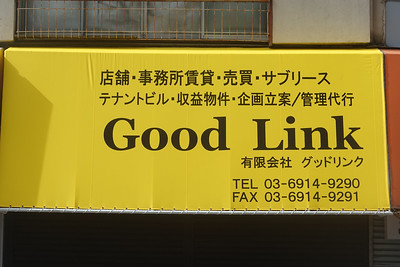 店舗・事務所賃貸・売買・サブリース
テナントビル・収益物件・企画立案/管理代行
Good Link
有限会社 グッドリンク
TEL 03-6914-9290
FAX 03-6914-9291